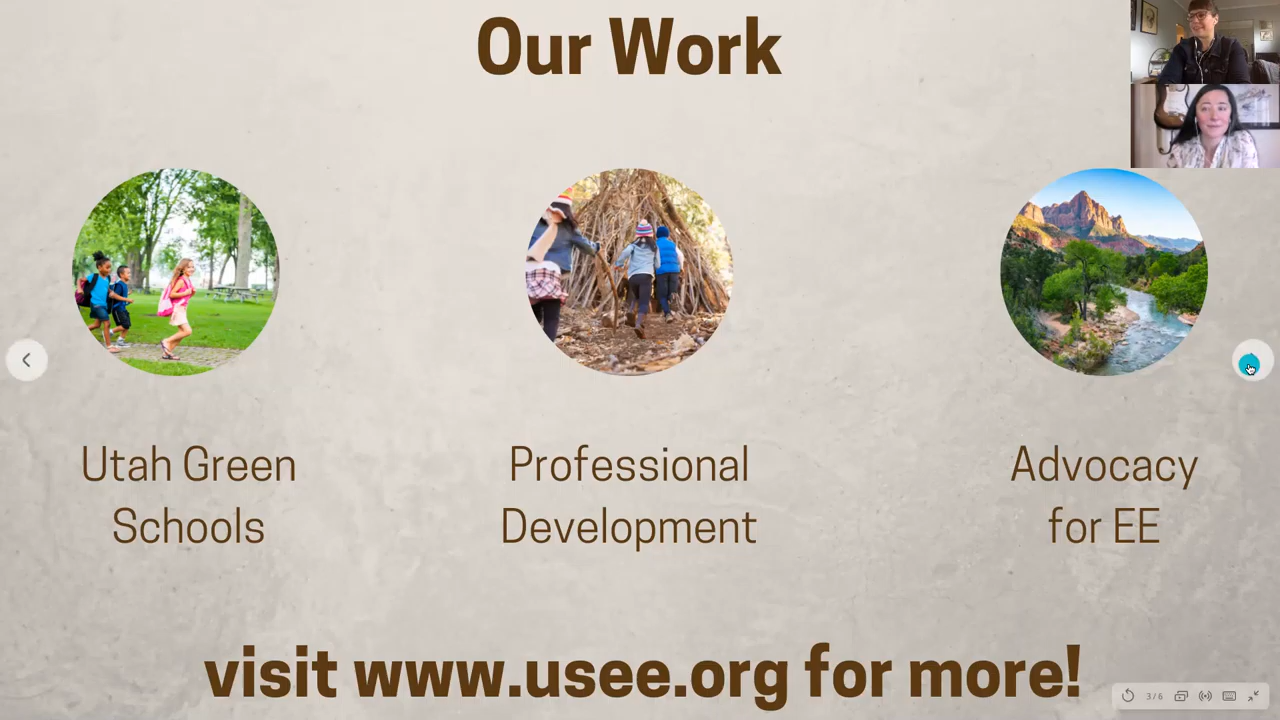 Our Work
Utah Green
Schools
Professional
Development
Advocacy
for EE
visit www.usee.org for more!
3/6